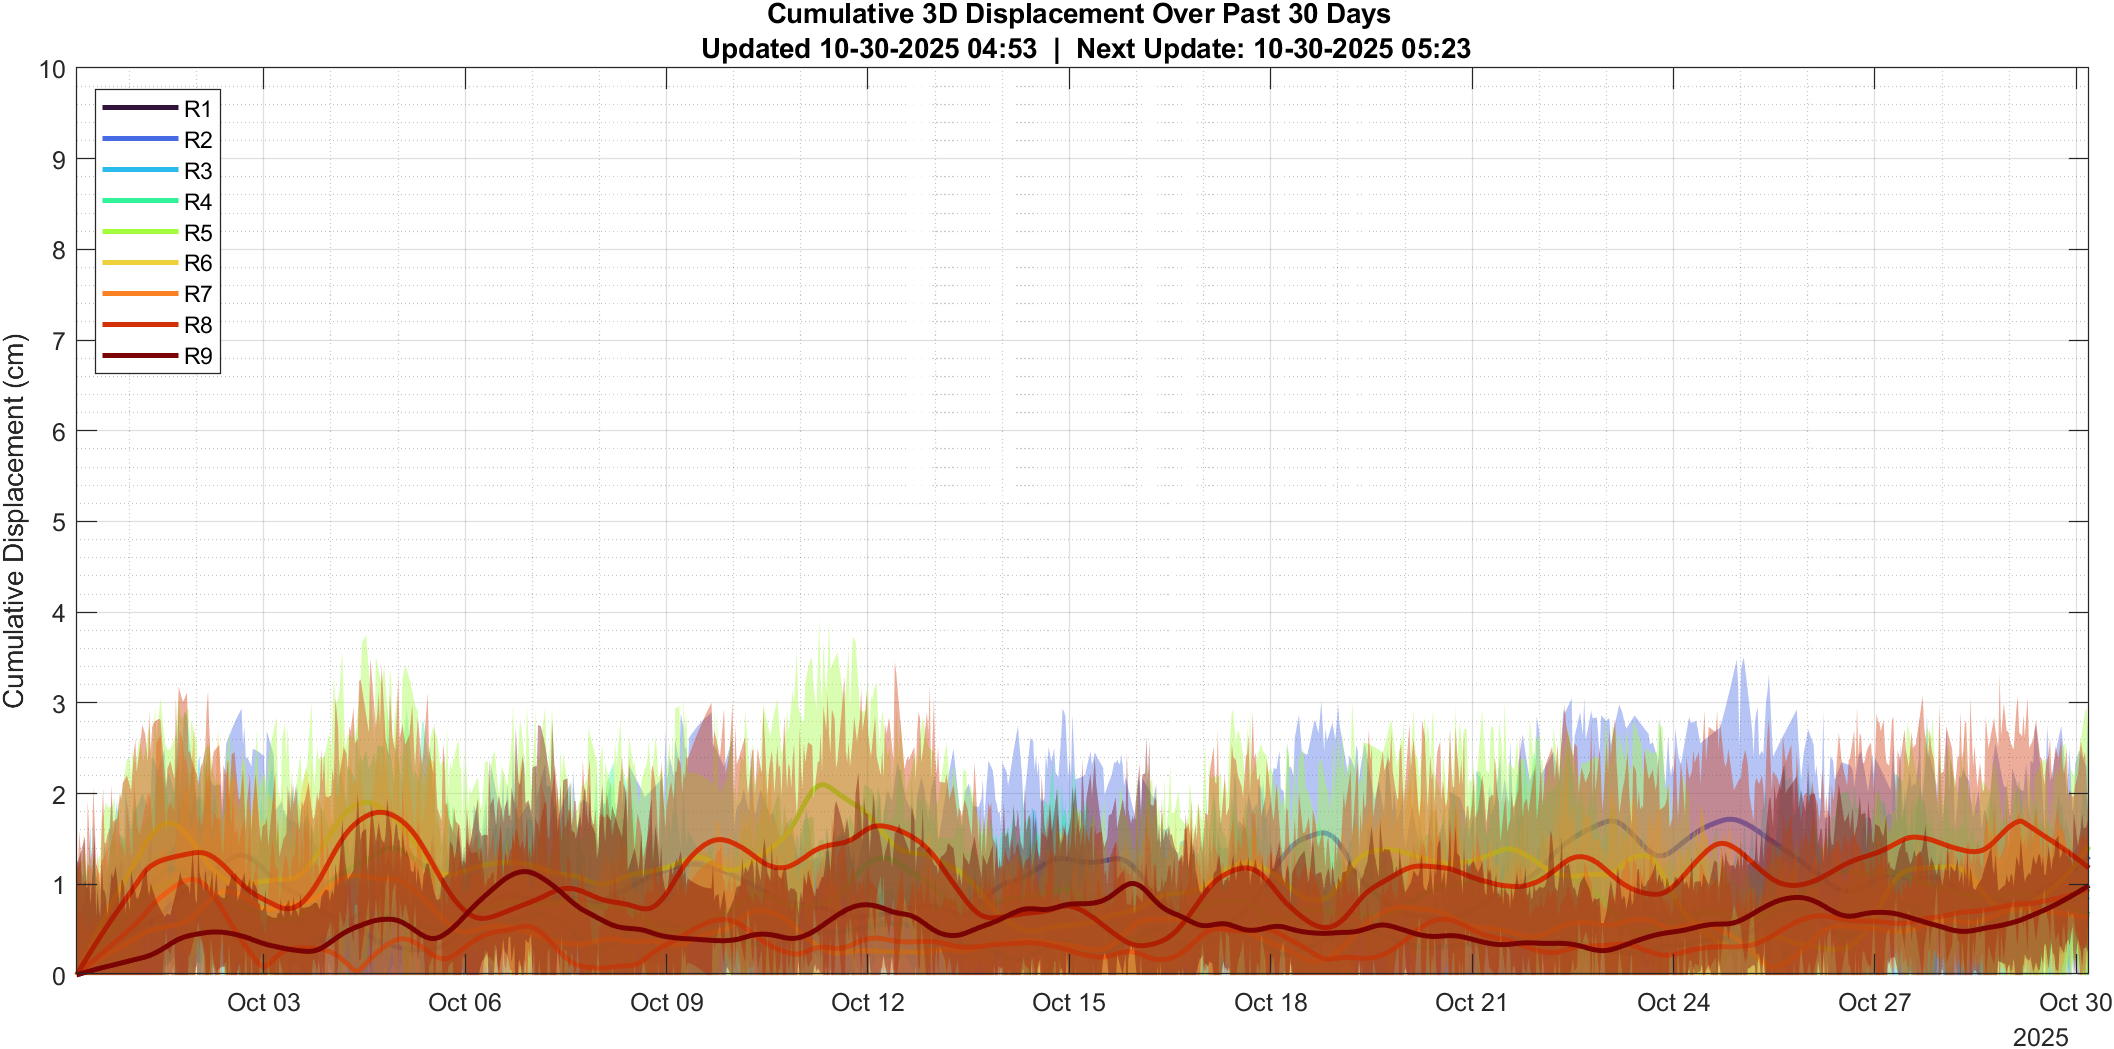 Cumulative 3D Displacement Over Past 30 Days
Updated 10-30-2025 04:53 | Next Update: 10-30-2025 05:23
Cumulative Displacement (cm)
10
9
8
7
6
5
4
3
2
1
0
R1
R2
R3
R4
R5
R6
R7
R8
R9
Oct 03 Oct 06 Oct 09 Oct 12 Oct 15 Oct 18 Oct 21 Oct 24 Oct 27 Oct 30
2025